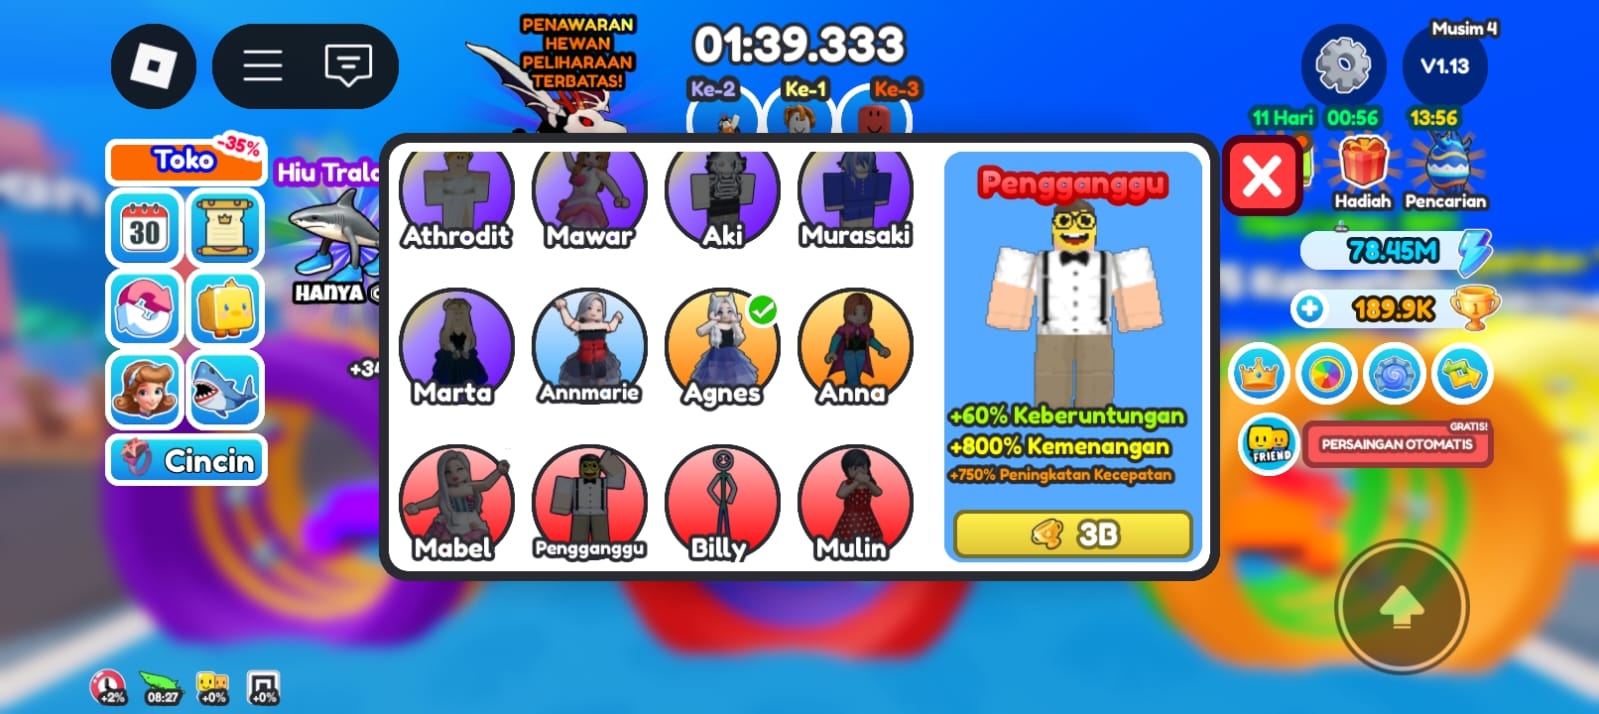 PENAWARAN
HEWAN
PELIHARAAN
TERBATAS!
01:39.333
Ke-2
Ke-1
Ke-3
Musim 4
V1.13
11 Hari
00:56
13:56
Toko
-35%
Hiu Trala
30
HANYA
Hadiah
Pencarian
78.45M
189.9K
Cincin
FRIEND
GRATIS!
PERSAINGAN OTOMATIS
Athrodit
Mawar
Aki
Murasaki
Marta
Annmarie
Agnes
Anna
Mabel
Pengganggu
Billy
Mulin
Pengganggu
+60% Keberuntungan
+800% Kemenangan
+750% Peningkatan Kecepatan
3B
+34
+2%
08:27
+0%
+0%